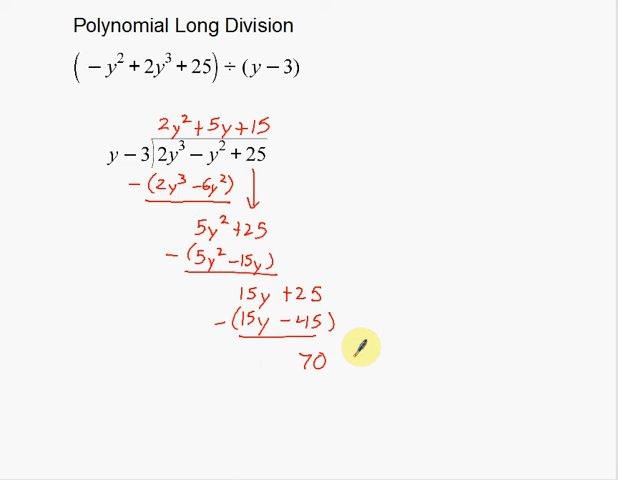 Polynomial Long Division
(−y² + 2y³ + 25) ÷ (y − 3)
2y² + 5y + 15
y − 3)2y³ − y² + 25
− (2y³ − 6y²)
5y² + 25
− (5y² − 15y)
15y + 25
− (15y − 45)
70